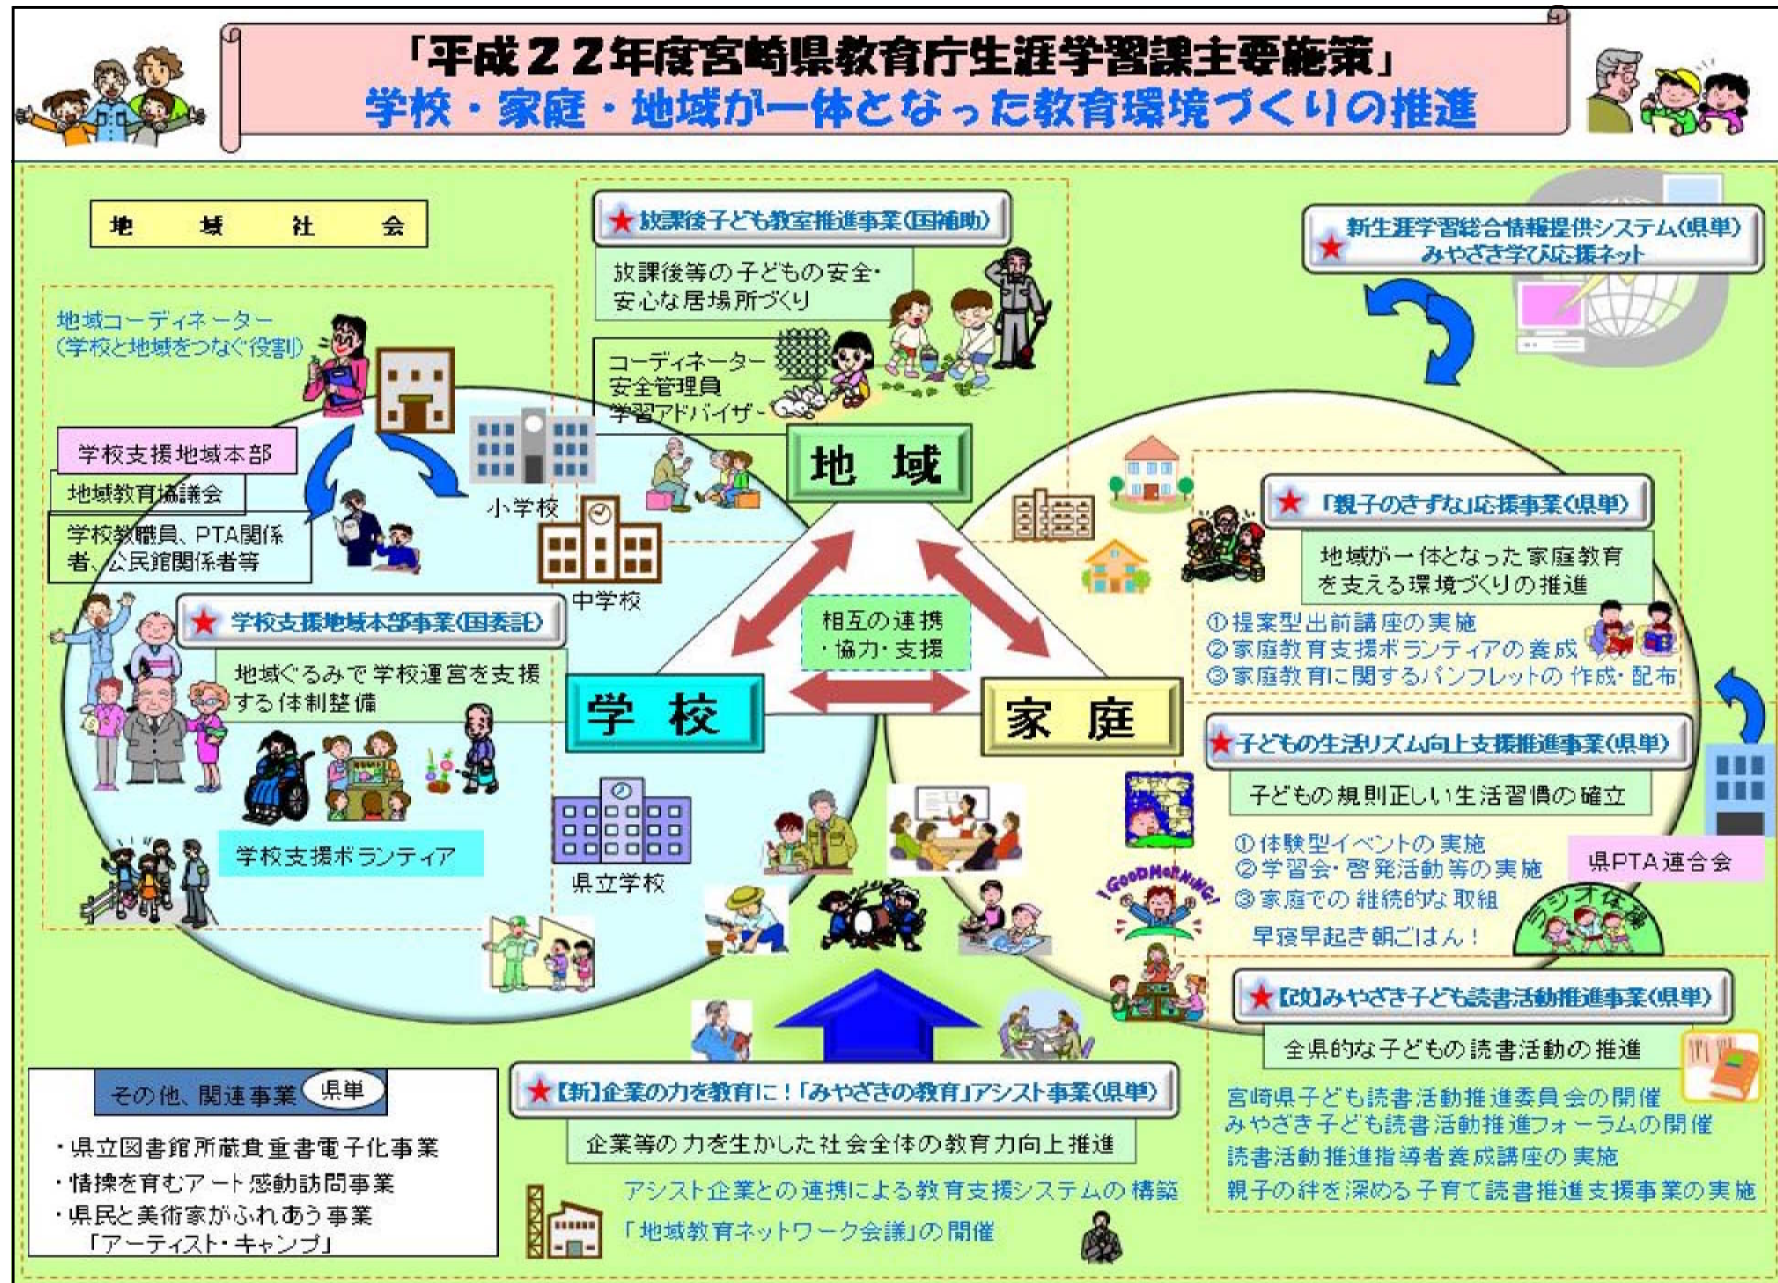 「平成２２年度宮崎県教育庁生涯学習課主要施策」
学校・家庭・地域が一体となった教育環境づくりの推進
地域社会
★放課後子ども教室推進事業(国補助)
放課後等の子どもの安全・
安心な居場所づくり
コーディネーター
安全管理員
学習アドバイザー
★新生涯学習総合情報提供システム(県単)
みやざき学び応援ネット
地域コーディネーター
(学校と地域をつなぐ役割)
学校支援地域本部
地域教育協議会
学校教職員、PTA関係
者、公民館関係者等
小学校
中学校
地域
相互の連携
・協力・支援
学校
家庭
★学校支援地域本部事業(国委託)
地域ぐるみで学校運営を支援
する体制整備
学校支援ボランティア
県立学校
★「親子のきずな」応援事業(県単)
地域が一体となった家庭教育
を支える環境づくりの推進
①提案型出前講座の実施
②家庭教育支援ボランティアの養成
③家庭教育に関するパンフレットの作成・配布
★子どもの生活リズム向上支援推進事業(県単)
子どもの規則正しい生活習慣の確立
①体験型イベントの実施
②学習会・啓発活動等の実施
③家庭での継続的な取組
早寝早起き朝ごはん！
県PTA連合会
GOODMORNING!
ラジオ体操
★【改】みやざき子ども読書活動推進事業(県単)
全県的な子どもの読書活動の推進
宮崎県子ども読書活動推進委員会の開催
みやざき子ども読書活動推進フォーラムの開催
読書活動推進指導者養成講座の実施
親子の絆を深める子育て読書推進支援事業の実施
★【新】企業の力を教育に！「みやざきの教育」アシスト事業(県単)
企業等の力を生かした社会全体の教育力向上推進
アシスト企業との連携による教育支援システムの構築
「地域教育ネットワーク会議」の開催
その他、関連事業 県単
・県立図書館所蔵貴重書電子化事業
・情操を育むアート感動訪問事業
・県民と美術家がふれあう事業
「アーティスト・キャンプ」